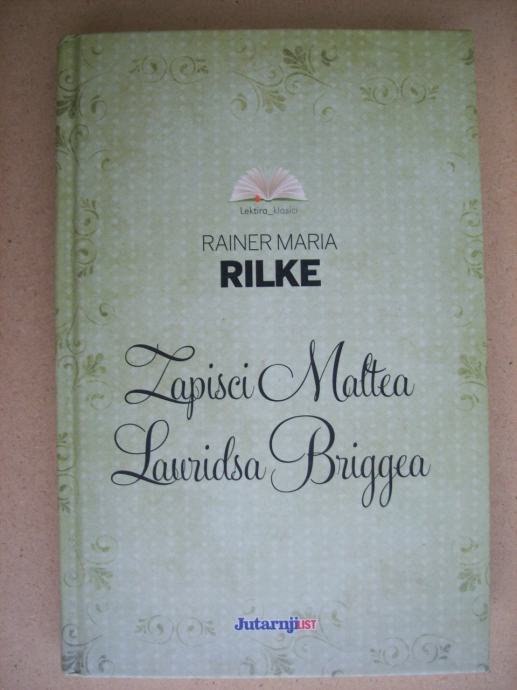 Lektira_klasici
RAINER MARIA
RILKE
Zapisci Maltea
Lauridsa Briggea
Jutarnji LIST